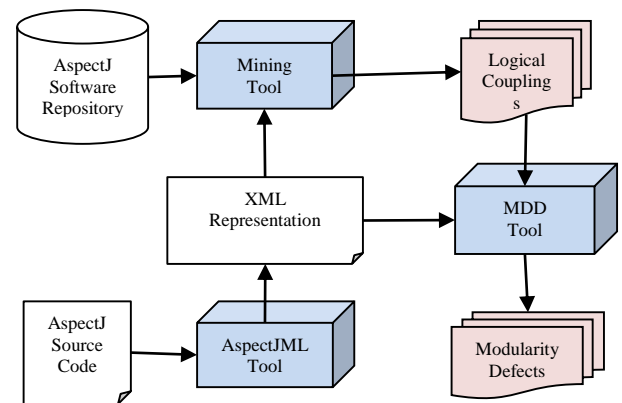 AspectJ
Software
Repository
Mining
Tool
Logical
Coupling
s
XML
Representation
MDD
Tool
AspectJ
Source
Code
AspectJML
Tool
Modularity
Defects